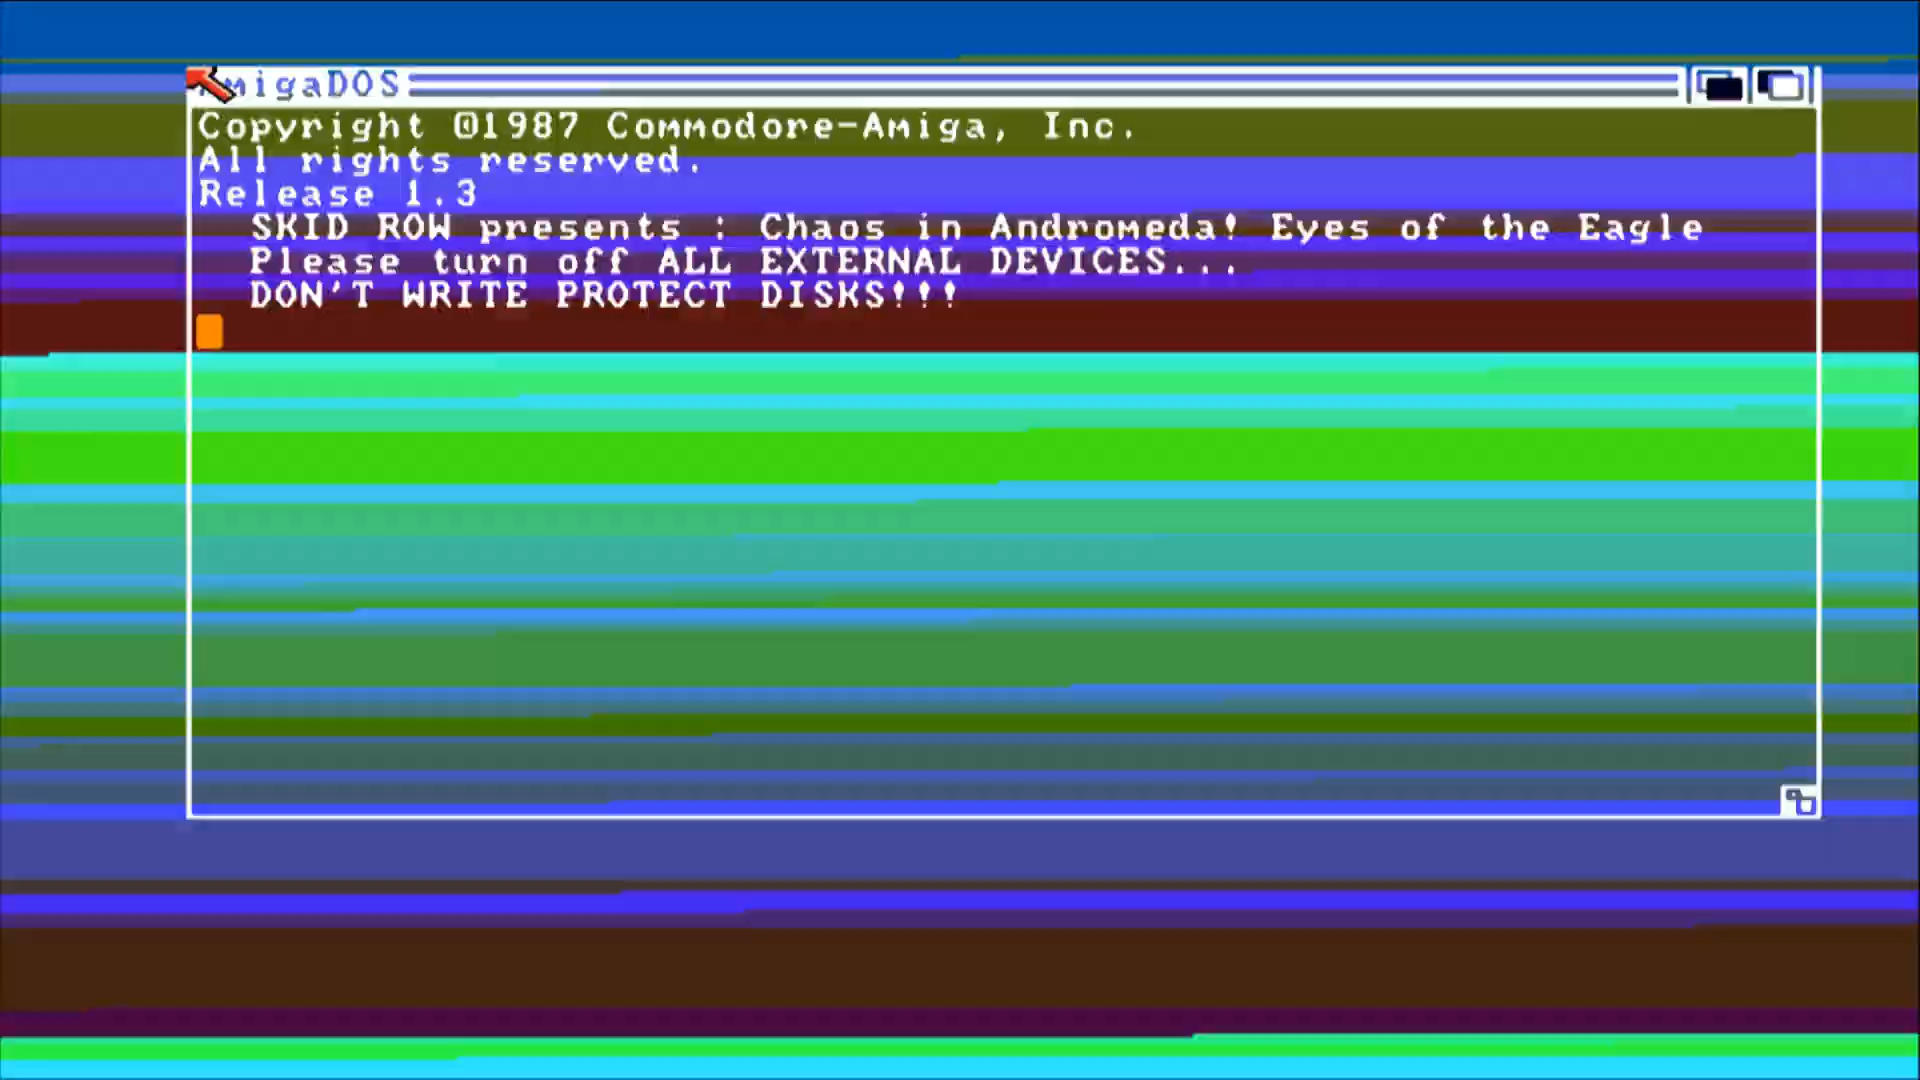 AmigaDOS
Copyright ©1987 Commodore-Amiga, Inc.
All rights reserved.
Release 1.3
SKID ROW presents : Chaos in Andromeda! Eyes of the Eagle
Please turn off ALL EXTERNAL DEVICES...
DON'T WRITE PROTECT DISKS!!!